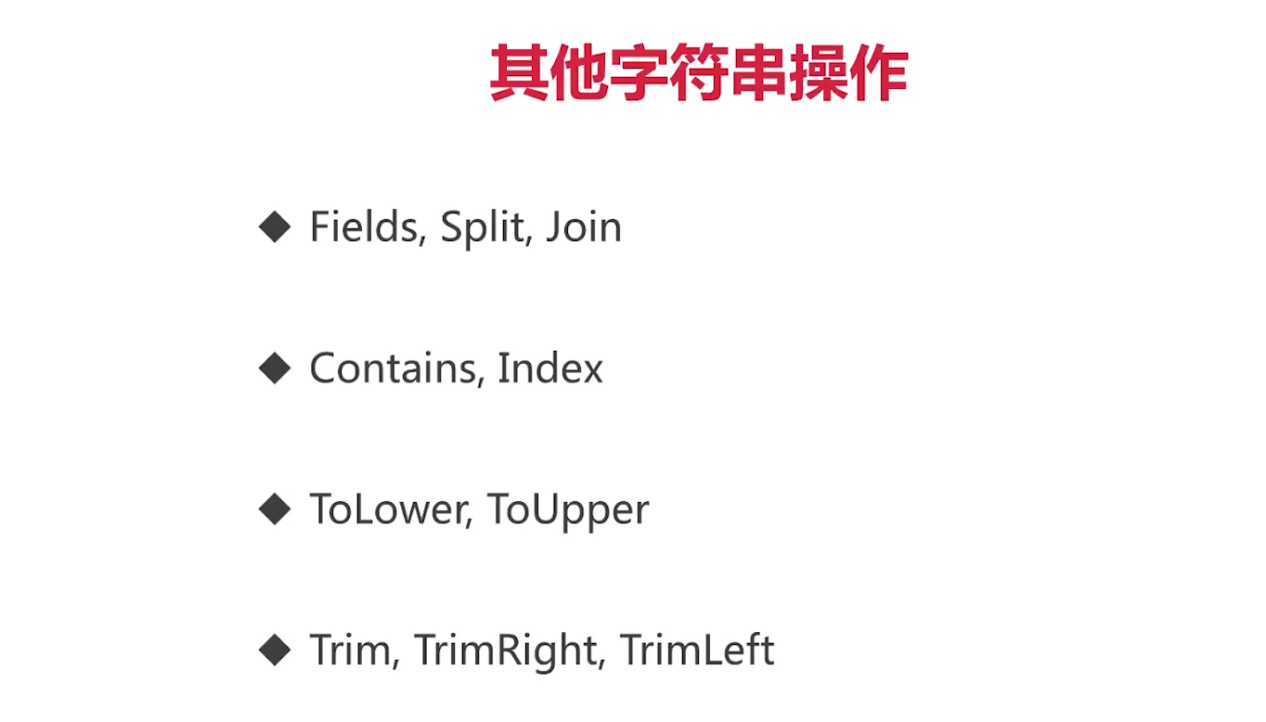 其他字符串操作
◆ Fields, Split, Join
◆ Contains, Index
◆ ToLower, ToUpper
◆ Trim, TrimRight, TrimLeft